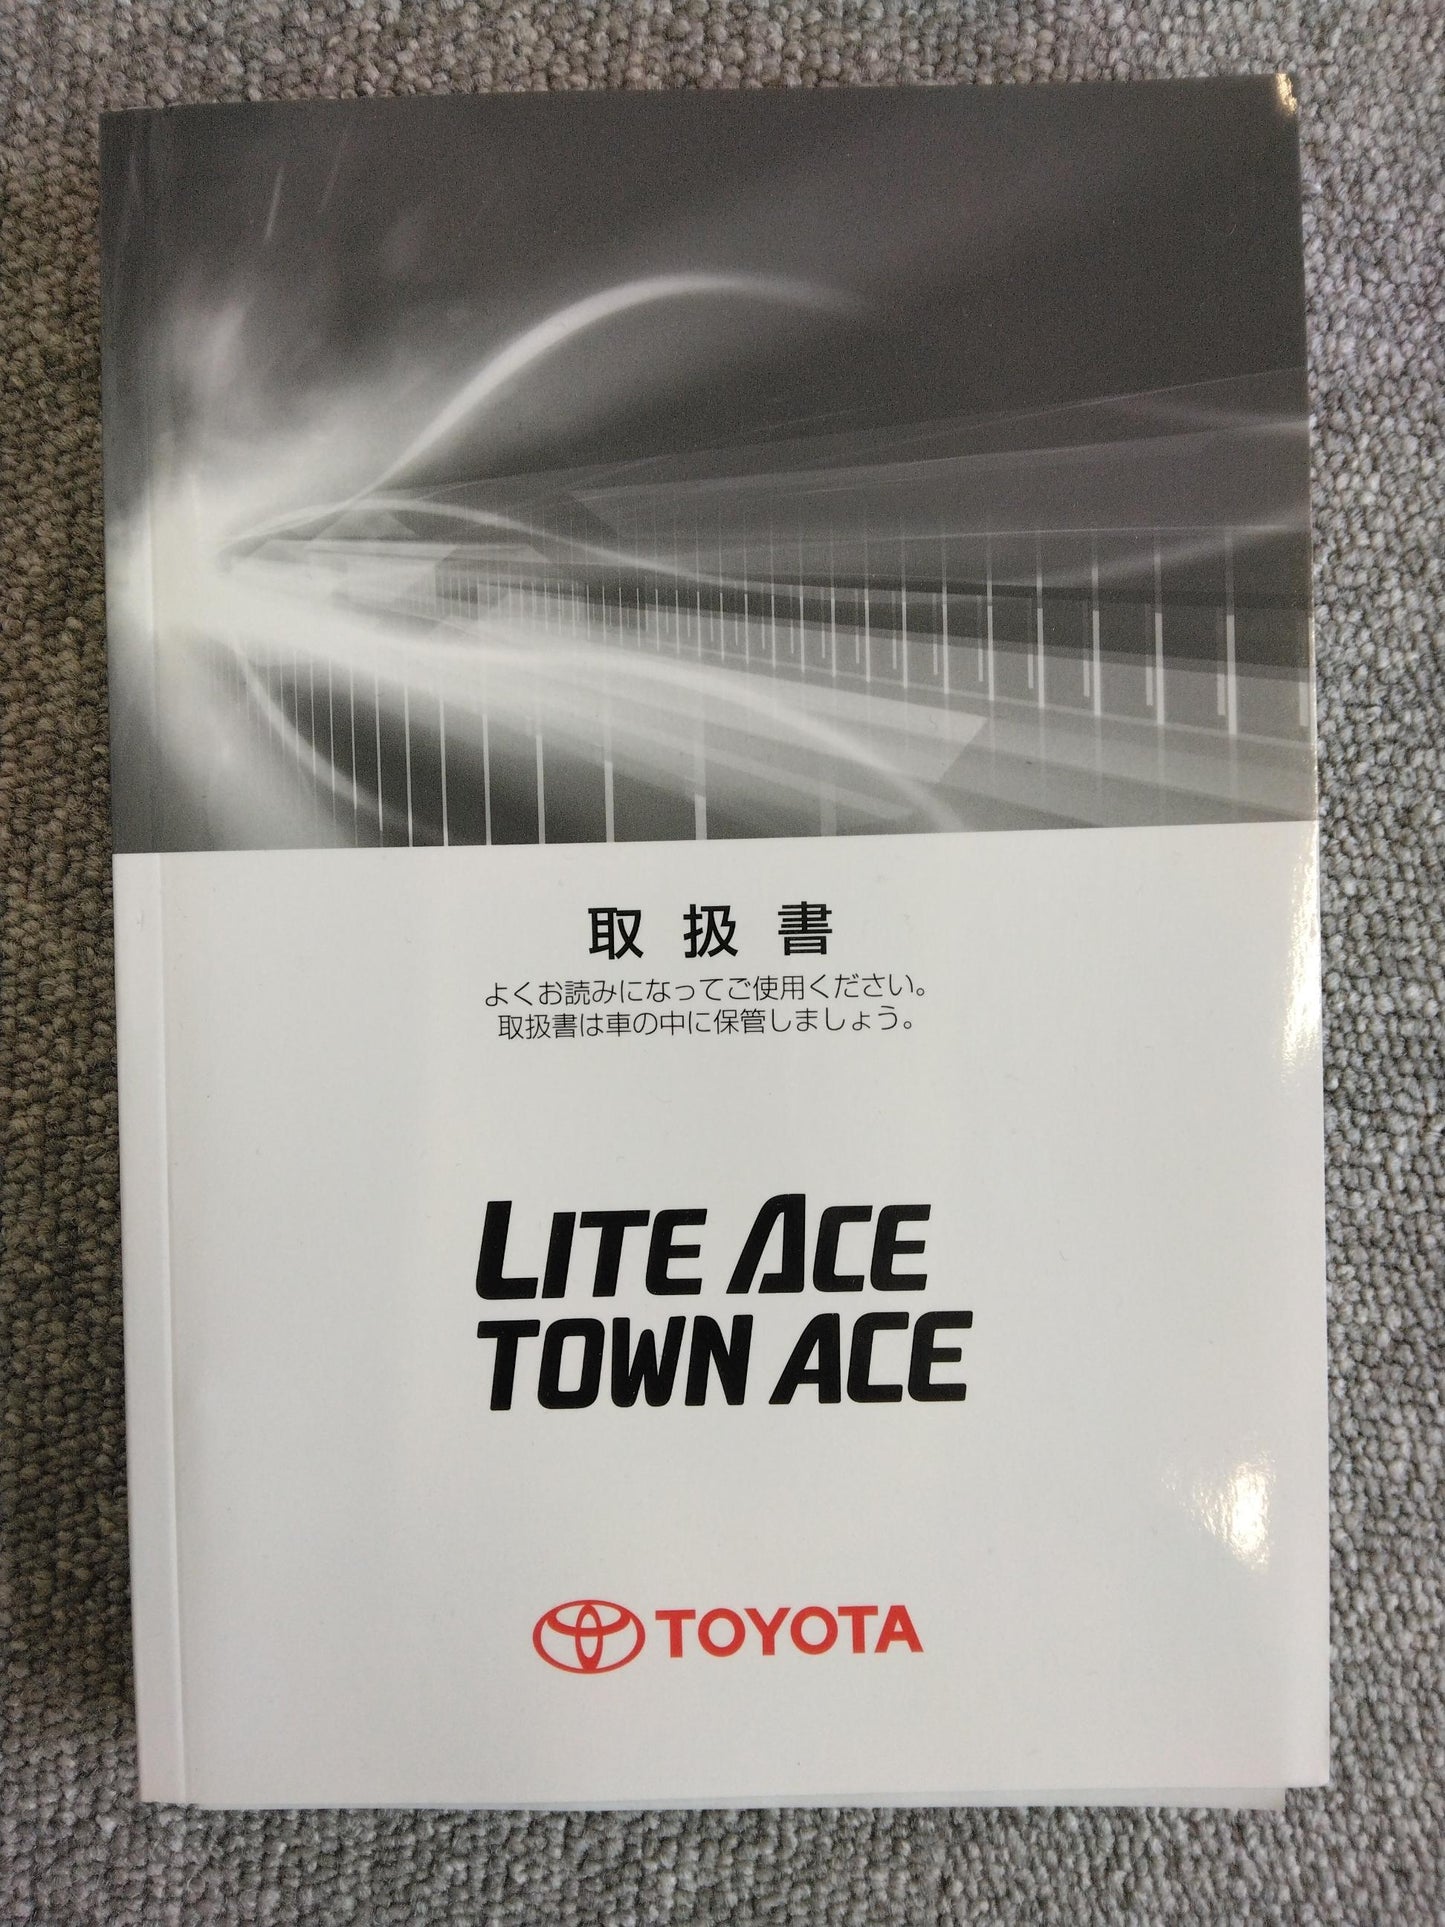 取扱書
よくお読みになってご使用ください。
取扱書は車の中に保管しましょう。
LITE ACE
TOWN ACE
TOYOTA